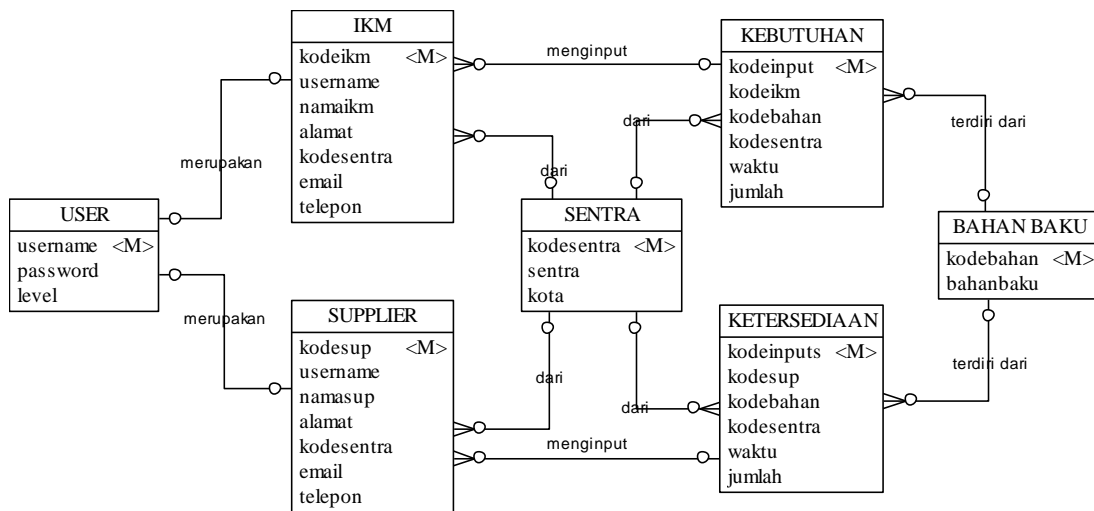 IKM
kodeikm <M>
username
namaikm
alamat
kodesentra
email
telepon
menginput
KEBUTUHAN
kodeinput <M>
kodeikm
kodebahan
kodesentra
waktu
jumlah
merupakan
dari
dari
terdiri dari
USER
username <M>
password
level
SENTRA
kodesentra <M>
sentra
kota
BAHAN BAKU
kodebahan <M>
bahanbaku
merupakan
SUPPLIER
kodesup <M>
username
namasup
alamat
kodesentra
email
telepon
dari
dari
menginput
KETERSEDIAAN
kodeinputs <M>
kodesup
kodebahan
kodesentra
waktu
jumlah
terdiri dari